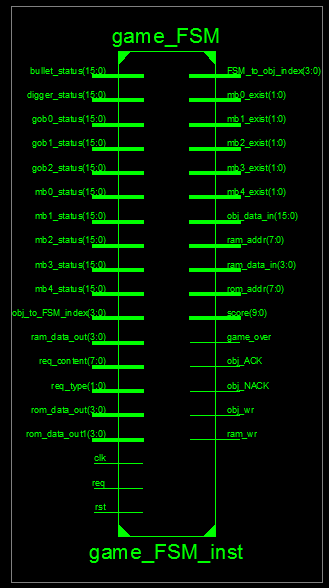 game_FSM
bullet_status(15:0) FSM_to_obj_index(3:0)
digger_status(15:0) mb0_exist(1:0)
gob0_status(15:0) mb1_exist(1:0)
gob1_status(15:0) mb2_exist(1:0)
gob2_status(15:0) mb3_exist(1:0)
mb0_status(15:0) mb4_exist(1:0)
mb1_status(15:0) obj_data_in(15:0)
mb2_status(15:0) ram_addr(7:0)
mb3_status(15:0) ram_data_in(3:0)
mb4_status(15:0) rom_addr(7:0)
obj_to_FSM_index(3:0) score(9:0)
ram_data_out(3:0) game_over
req_content(7:0) obj_ACK
req_type(1:0) obj_NACK
rom_data_out(3:0) obj_wr
rom_data_out1(3:0) ram_wr
clk
req
rst
game_FSM_inst